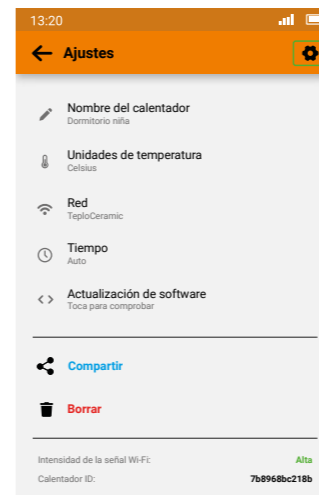 13:20
Ajustes
Nombre del calentador
Dormitorio niña
Unidades de temperatura
Celsius
Red
TeploCeramic
Tiempo
Auto
Actualización de software
Toca para comprobar
Compartir
Borrar
Intensidad de la señal Wi-Fi: Alta
Calentador ID: 7b8968bc218b